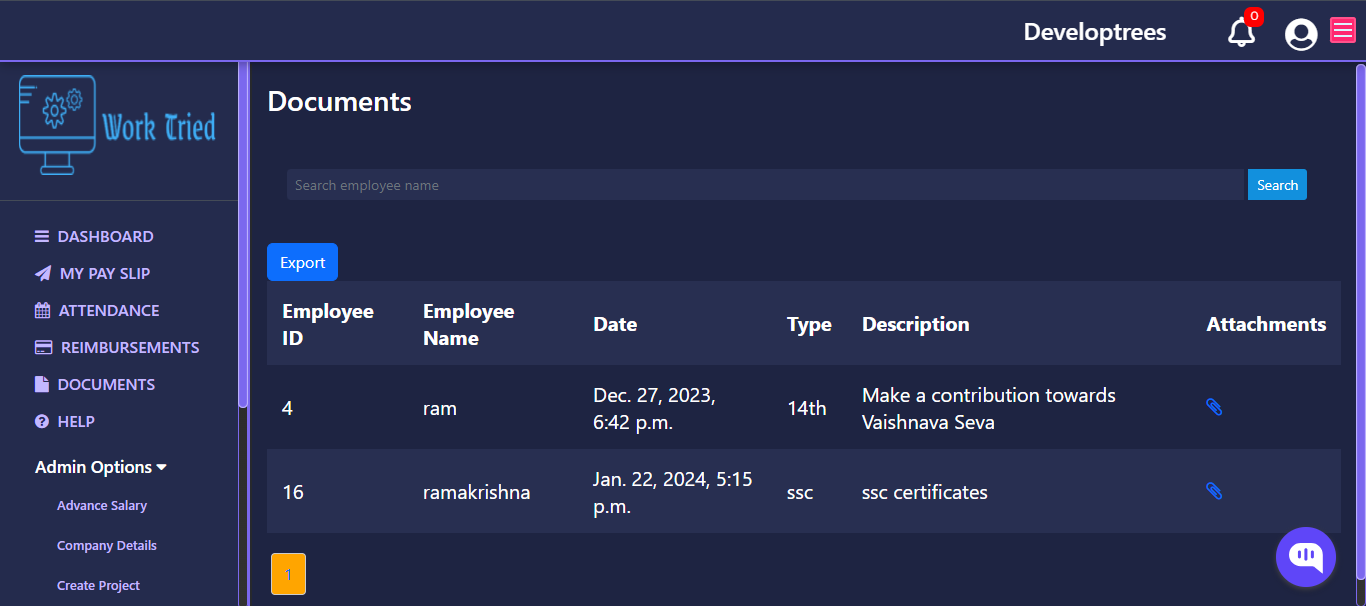 Developtrees
0
Work Tried
Documents
Search employee name
Search
DASHBOARD
MY PAY SLIP
ATTENDANCE
REIMBURSEMENTS
DOCUMENTS
HELP
Admin Options
Advance Salary
Company Details
Create Project
Export
Employee ID
Employee Name
Date
Type
Description
Attachments
4
ram
Dec. 27, 2023,
6:42 p.m.
14th
Make a contribution towards
Vaishnava Seva
16
ramakrishna
Jan. 22, 2024, 5:15
p.m.
ssc
ssc certificates
1